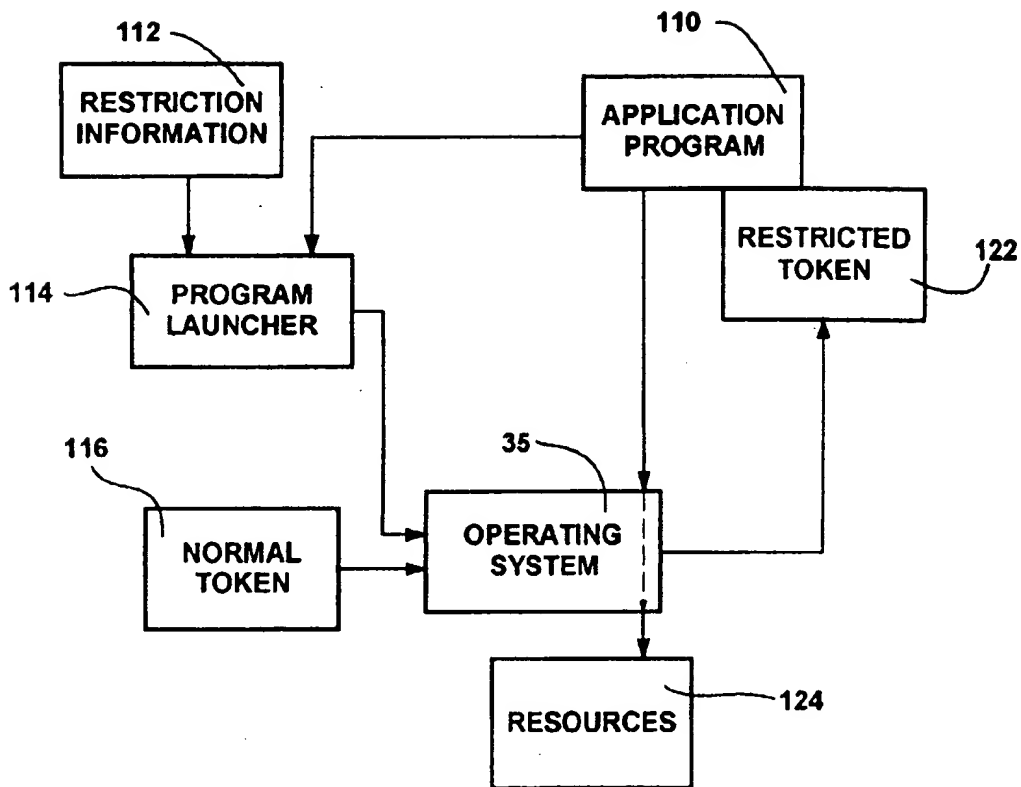 112
110
RESTRICTION
INFORMATION
APPLICATION
PROGRAM
RESTRICTED
TOKEN
122
114
PROGRAM
LAUNCHER
116
35
NORMAL
TOKEN
OPERATING
SYSTEM
RESOURCES
124